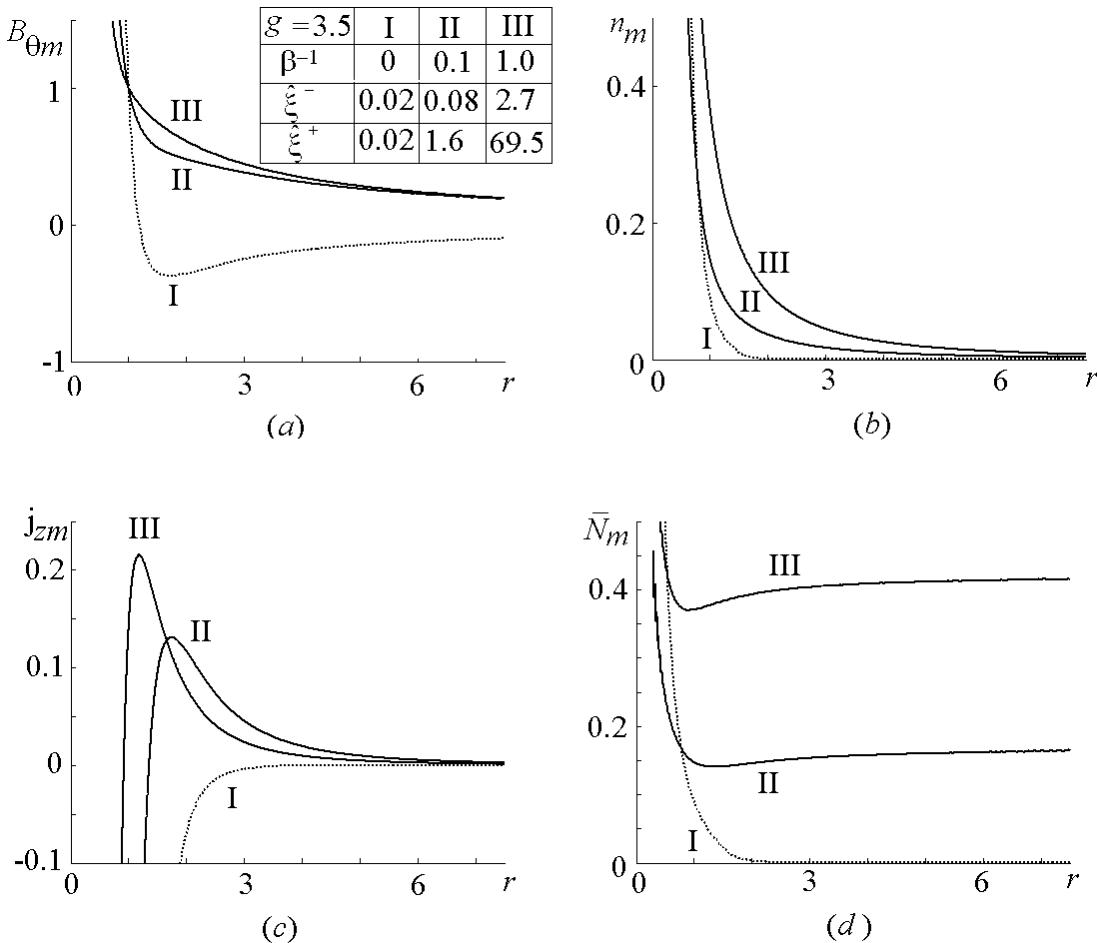 B_θm
g = 3.5 I II III
β⁻¹ 0 0.1 1.0
ξ⁻ 0.02 0.08 2.7
ξ⁺ 0.02 1.6 69.5
1
0
-1
III
II
I
0 3 6 r
(a)
n_m
0.4
0.2
0
III
II
I
0 3 6 r
(b)
j_zm
0.2
0.1
0
-0.1
III
II
I
0 3 6 r
(c)
N̄_m
0.4
0.2
0
III
II
I
0 3 6 r
(d)